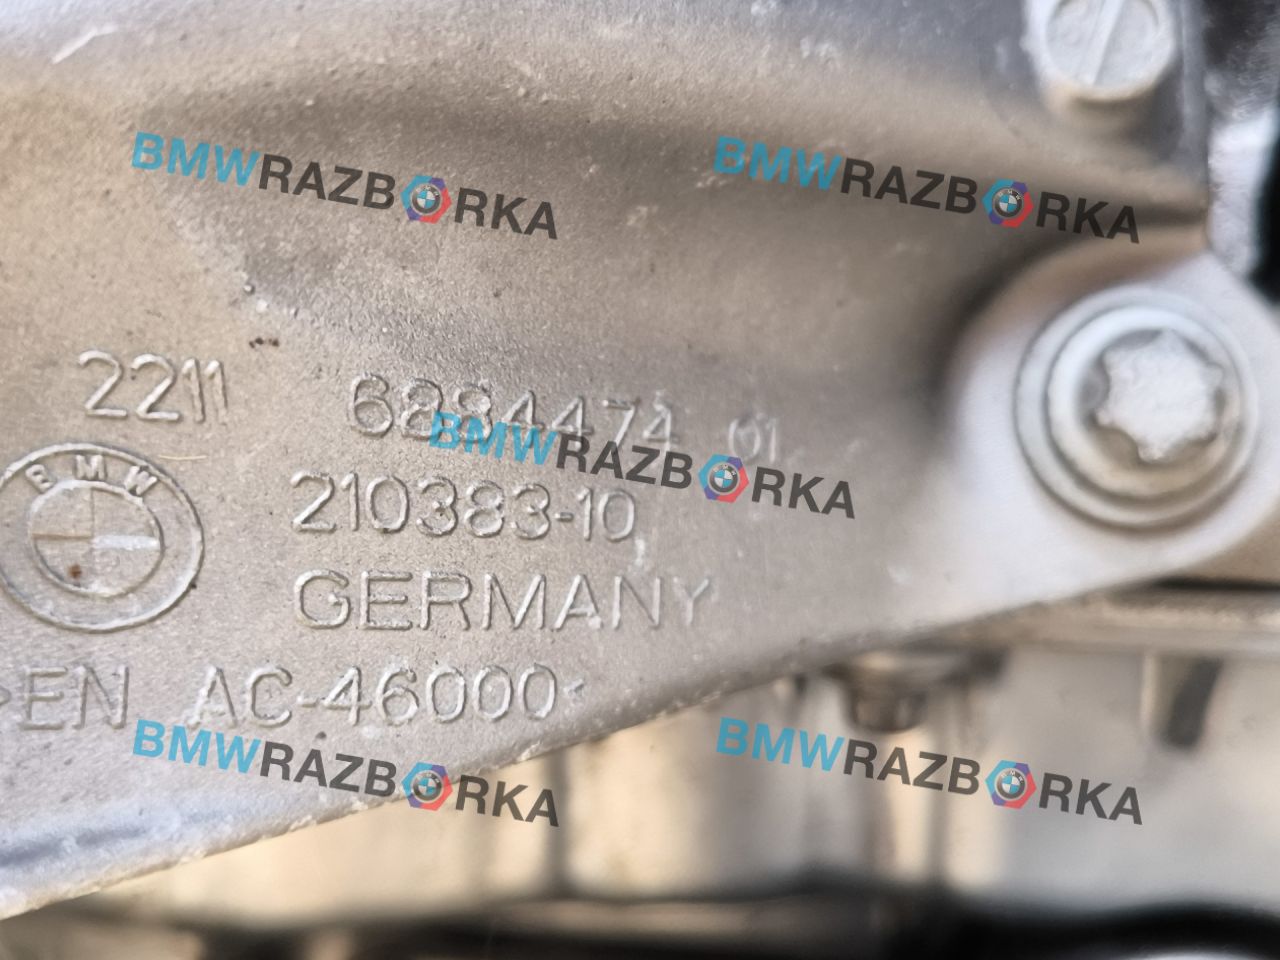 BMWRAZBORKA BMWRAZBORKA
2211 6884474 01
BMWRAZBORKA
BMW
210383-10
GERMANY
>EN AC-46000<
BMWRAZBORKA BMWRAZBORKA